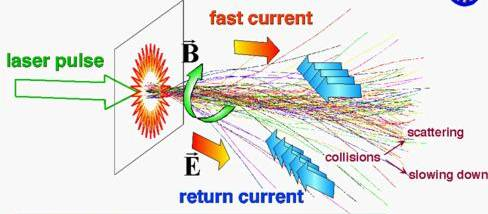 fast current
B
laser pulse
scattering
collisions
slowing down
E
return current